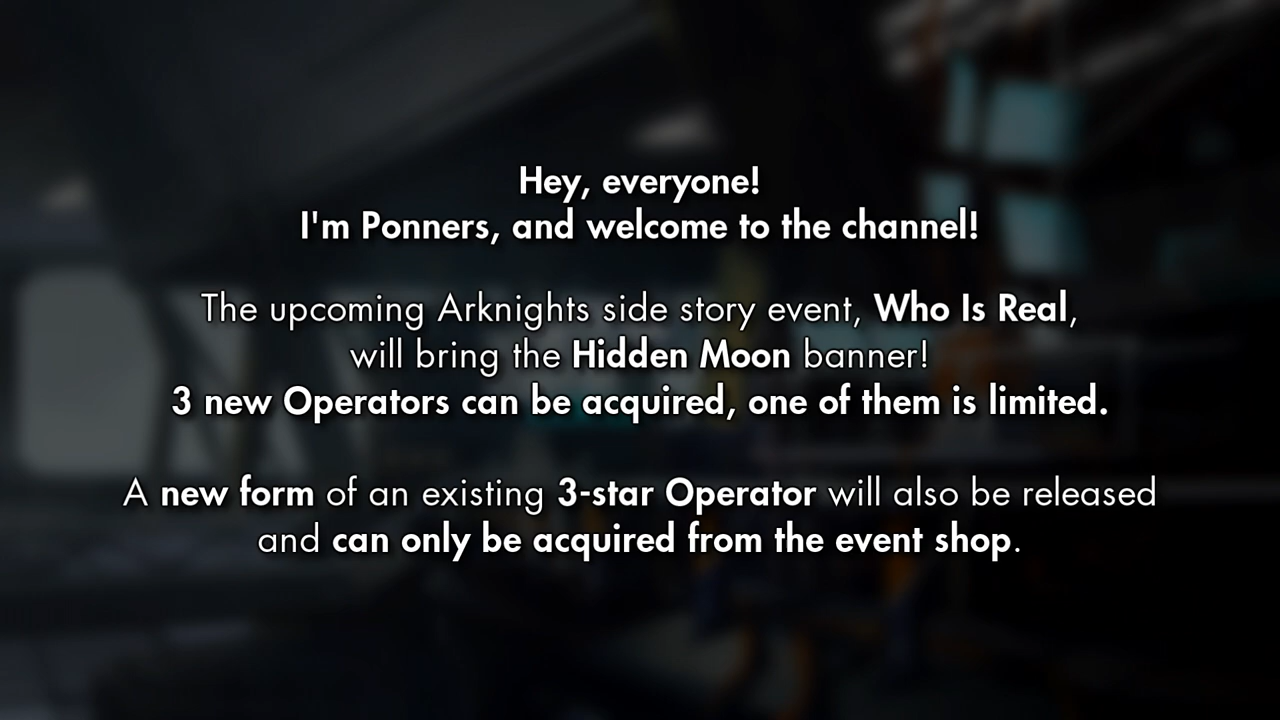 Hey, everyone!
I'm Ponners, and welcome to the channel!
The upcoming Arknights side story event, Who Is Real,
will bring the Hidden Moon banner!
3 new Operators can be acquired, one of them is limited.
A new form of an existing 3-star Operator will also be released
and can only be acquired from the event shop.